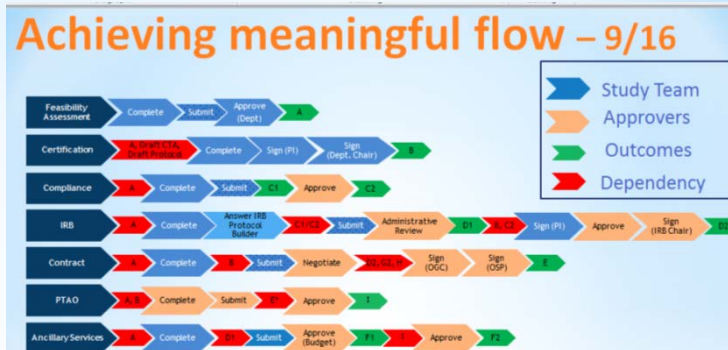 Achieving meaningful flow – 9/16
Study Team
Approvers
Outcomes
Dependency
Feasibility
Assessment
Complete
Submit
Approve
(Dept)
A
Certification
A, Draft CTA,
Draft Protocol
Complete
Sign (PI)
Sign
(Dept. Chair)
B
Compliance
A
Complete
Submit
C1
Approve
C2
IRB
A
Complete
Answer IRB
Protocol
Builder
C1/C2
Submit
Administrative
Review
D1
B, C2
Sign (PI)
Approve
Sign
(IRB Chair)
D2
Contract
A
Complete
B
Submit
Negotiate
D2, G2, H
Sign
(OGC)
Sign
(OSP)
E
PTAO
A, B
Complete
Submit
E*
Approve
I
Ancillary Services
A
Complete
D1
Submit
Approve
(Budget)
F1
I
Approve
F2